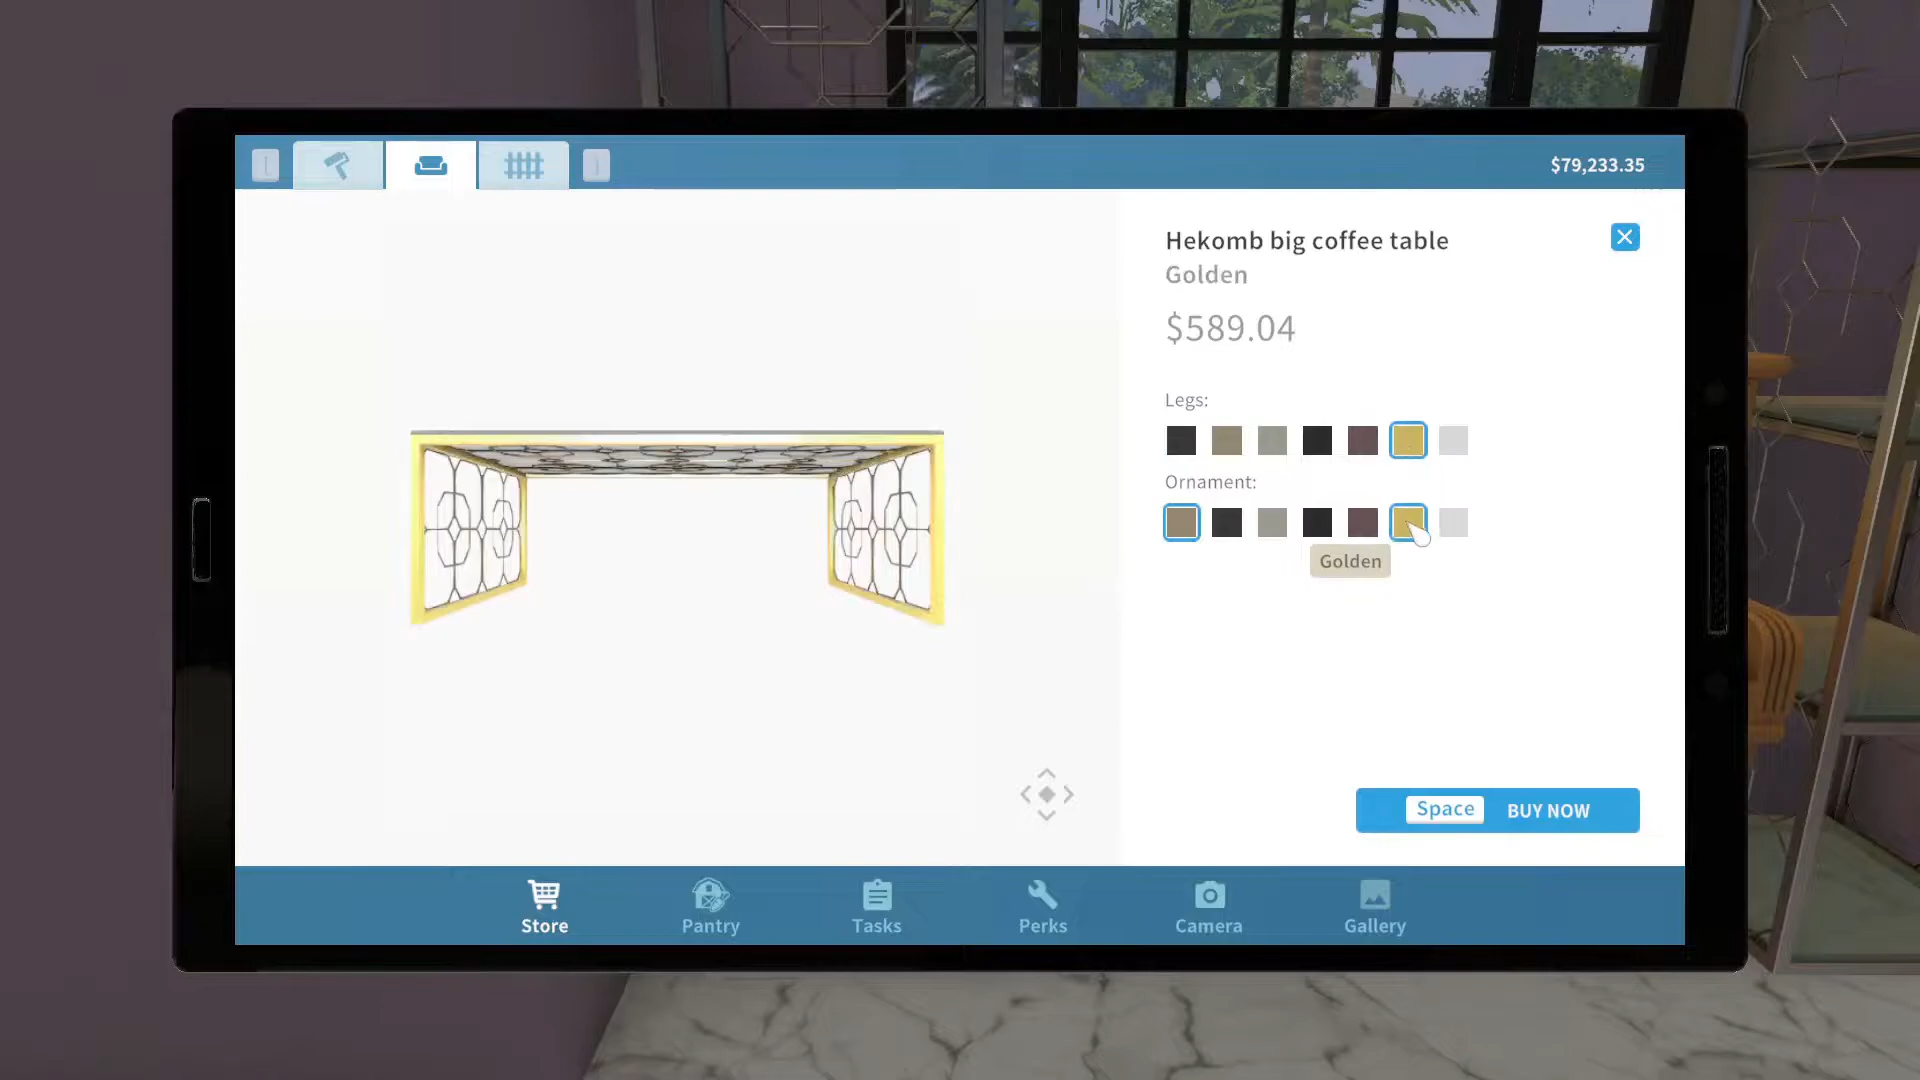 $79,233.35
Hekomb big coffee table
Golden
$589.04
Legs:
Ornament:
Golden
Space BUY NOW
Store Pantry Tasks Perks Camera Gallery